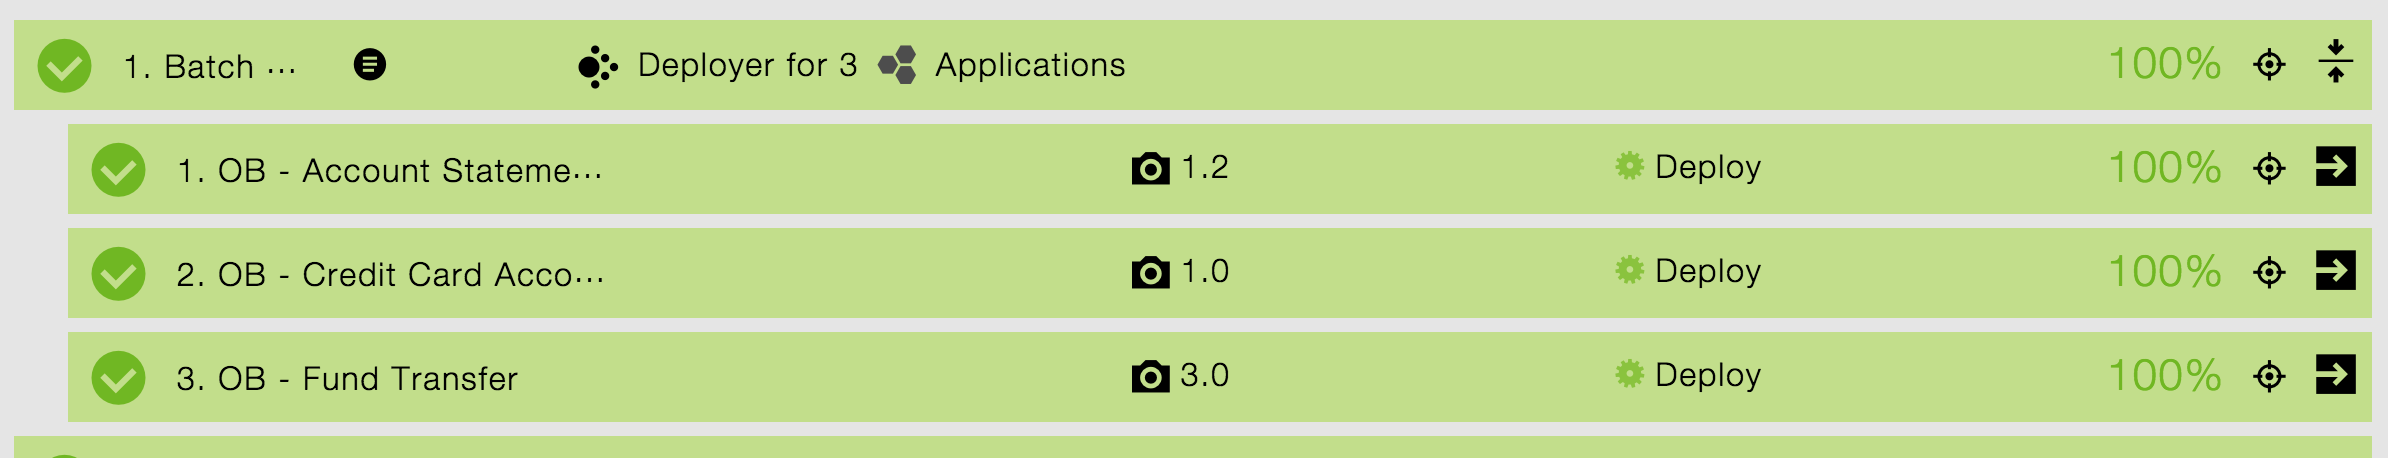 1. Batch ... Deployer for 3 Applications 100%
1. OB - Account Stateme... 1.2 Deploy 100%
2. OB - Credit Card Acco... 1.0 Deploy 100%
3. OB - Fund Transfer 3.0 Deploy 100%